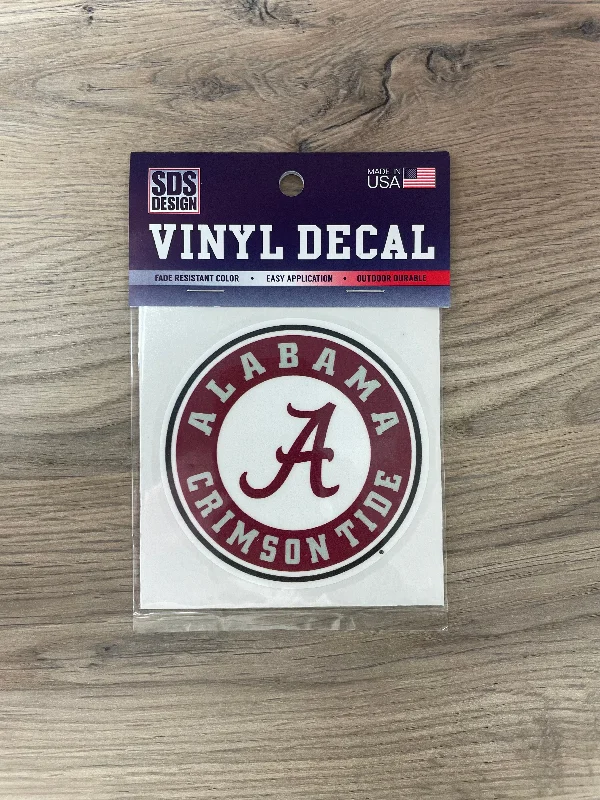 SDS
DESIGN
MADE IN
USA
VINYL DECAL
FADE RESISTANT COLOR • EASY APPLICATION • OUTDOOR DURABLE
ALABAMA
A
CRIMSON TIDE